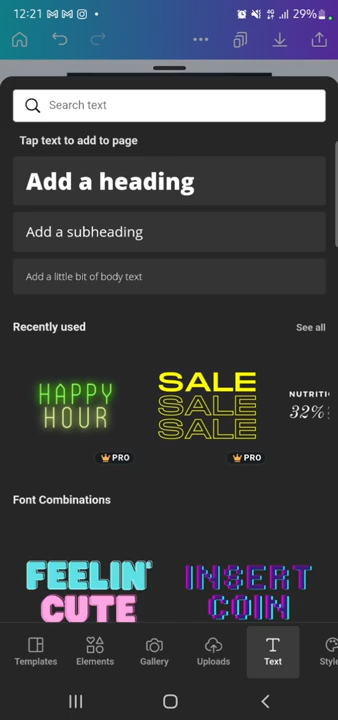 12:21
29%
Search text
Tap text to add to page
Add a heading
Add a subheading
Add a little bit of body text
Recently used
See all
HAPPY
HOUR
PRO
SALE
SALE
SALE
PRO
32%
Font Combinations
FEELIN'
CUTE
INSERT
COIN
Templates
Elements
Gallery
Uploads
Text